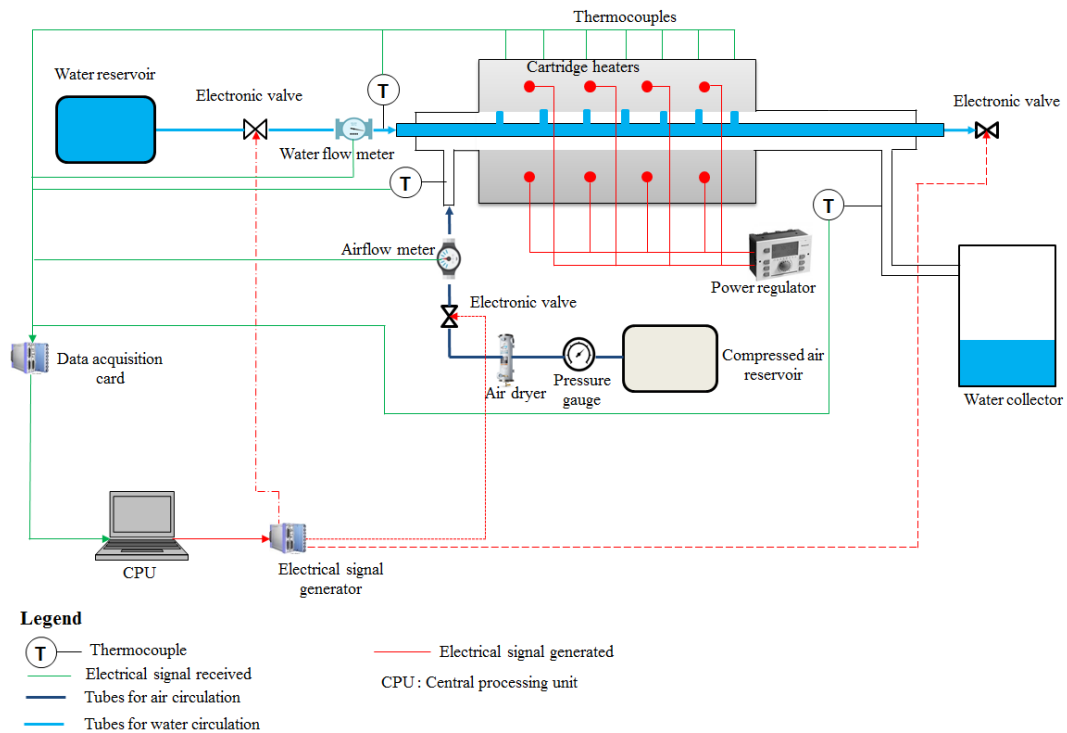 Thermocouples
Water reservoir
Cartridge heaters
Electronic valve
Electronic valve
T
Water flow meter
T
T
Airflow meter
Power regulator
Electronic valve
Data acquisition
card
Compressed air
reservoir
Air dryer
Pressure
gauge
Water collector
CPU
Electrical signal
generator
Legend
T
Thermocouple
Electrical signal generated
Electrical signal received
CPU : Central processing unit
Tubes for air circulation
Tubes for water circulation